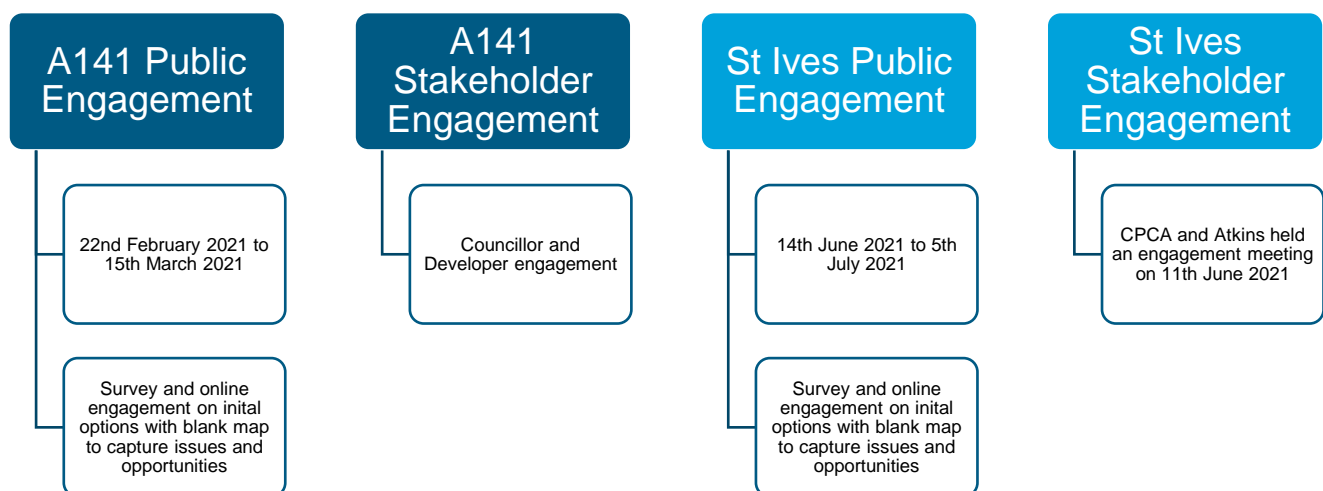 A141 Public
Engagement
22nd February 2021 to
15th March 2021
Survey and online
engagement on inital
options with blank map
to capture issues and
opportunities
A141
Stakeholder
Engagement
Councillor and
Developer engagement
St Ives Public
Engagement
14th June 2021 to 5th
July 2021
Survey and online
engagement on inital
options with blank map
to capture issues and
opportunities
St Ives
Stakeholder
Engagement
CPCA and Atkins held
an engagement meeting
on 11th June 2021